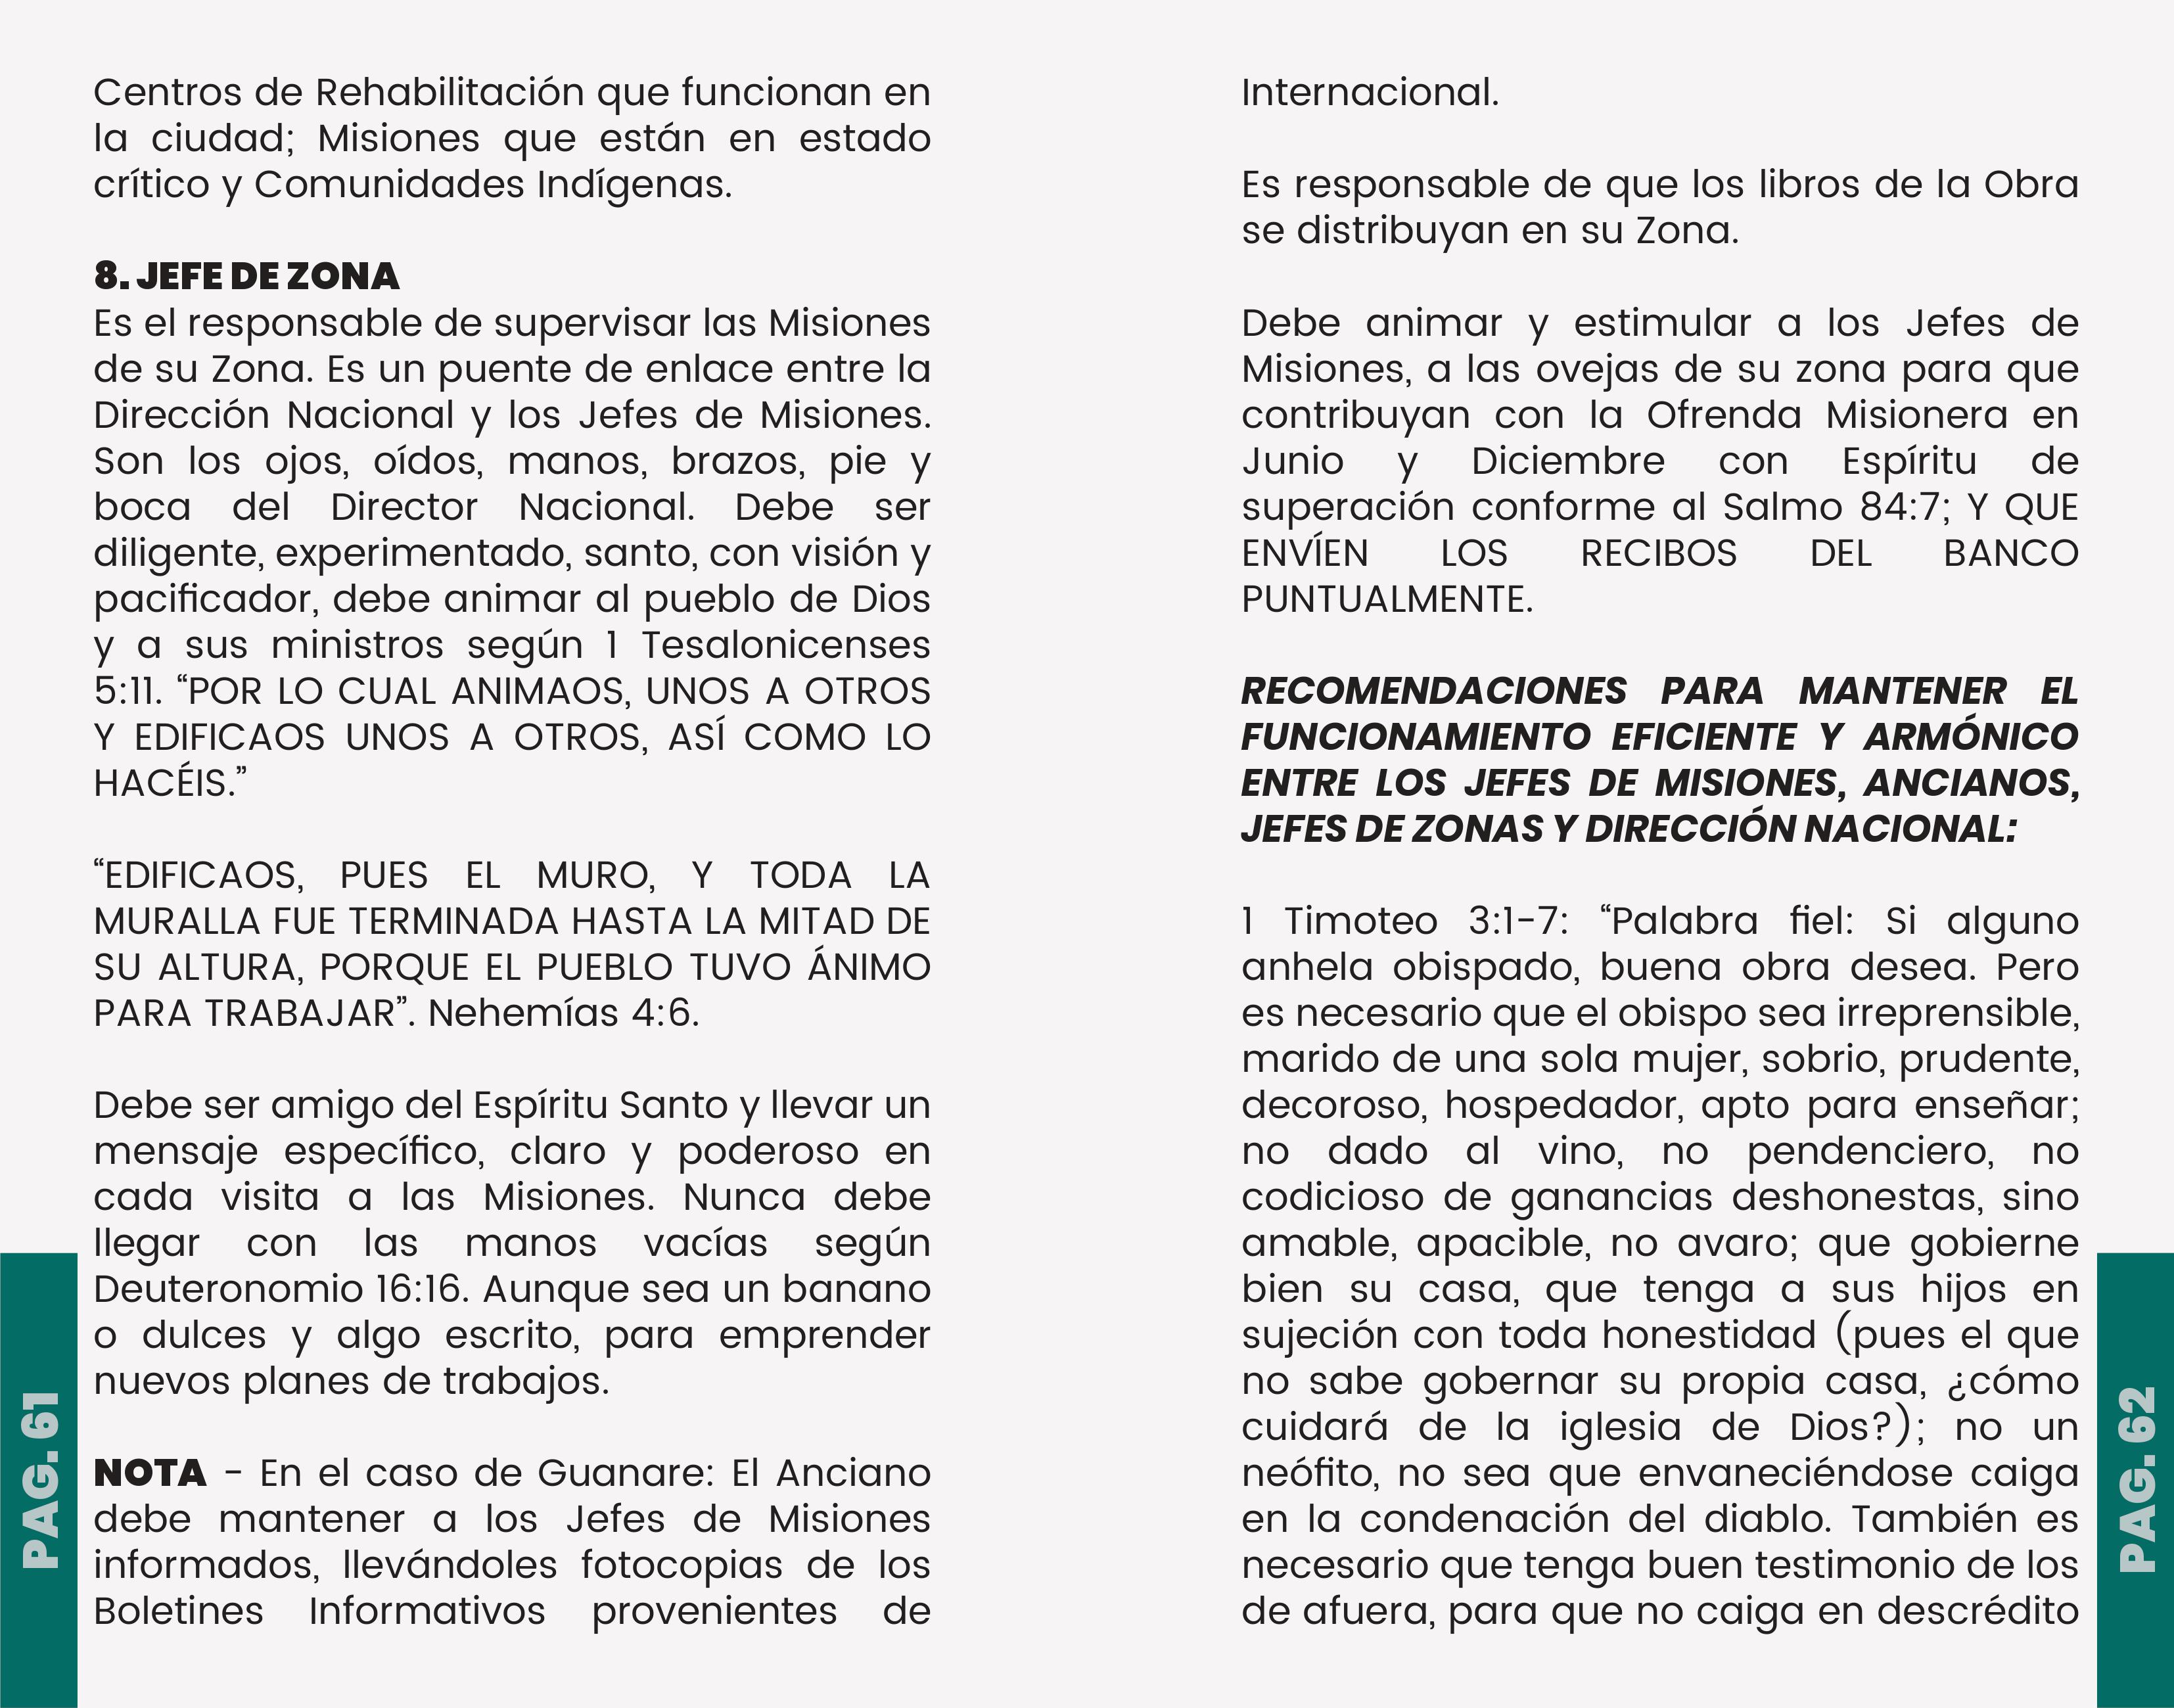 Centros de Rehabilitación que funcionan en
la ciudad; Misiones que están en estado
crítico y Comunidades Indígenas.
8. JEFE DE ZONA
Es el responsable de supervisar las Misiones
de su Zona. Es un puente de enlace entre la
Dirección Nacional y los Jefes de Misiones.
Son los ojos, oídos, manos, brazos, pie y
boca del Director Nacional. Debe ser
diligente, experimentado, santo, con visión y
pacificador, debe animar al pueblo de Dios
y a sus ministros según 1 Tesalonicenses
5:11. “POR LO CUAL ANIMAOS, UNOS A OTROS
Y EDIFICAOS UNOS A OTROS, ASÍ COMO LO
HACÉIS.”
“EDIFICAOS, PUES EL MURO, Y TODA LA
MURALLA FUE TERMINADA HASTA LA MITAD DE
SU ALTURA, PORQUE EL PUEBLO TUVO ÁNIMO
PARA TRABAJAR”. Nehemías 4:6.
Debe ser amigo del Espíritu Santo y llevar un
mensaje específico, claro y poderoso en
cada visita a las Misiones. Nunca debe
llegar con las manos vacías según
Deuteronomio 16:16. Aunque sea un banano
o dulces y algo escrito, para emprender
nuevos planes de trabajos.
NOTA - En el caso de Guanare: El Anciano
debe mantener a los Jefes de Misiones
informados, llevándoles fotocopias de los
Boletines Informativos provenientes de
PAG. 61
Internacional.
Es responsable de que los libros de la Obra
se distribuyan en su Zona.
Debe animar y estimular a los Jefes de
Misiones, a las ovejas de su zona para que
contribuyan con la Ofrenda Misionera en
Junio y Diciembre con Espíritu de
superación conforme al Salmo 84:7; Y QUE
ENVÍEN LOS RECIBOS DEL BANCO
PUNTUALMENTE.
RECOMENDACIONES PARA MANTENER EL
FUNCIONAMIENTO EFICIENTE Y ARMÓNICO
ENTRE LOS JEFES DE MISIONES, ANCIANOS,
JEFES DE ZONAS Y DIRECCIÓN NACIONAL:
1 Timoteo 3:1-7: “Palabra fiel: Si alguno
anhela obispado, buena obra desea. Pero
es necesario que el obispo sea irreprensible,
marido de una sola mujer, sobrio, prudente,
decoroso, hospedador, apto para enseñar;
no dado al vino, no pendenciero, no
codicioso de ganancias deshonestas, sino
amable, apacible, no avaro; que gobierne
bien su casa, que tenga a sus hijos en
sujeción con toda honestidad (pues el que
no sabe gobernar su propia casa, ¿cómo
cuidará de la iglesia de Dios?); no un
neófito, no sea que envaneciéndose caiga
en la condenación del diablo. También es
necesario que tenga buen testimonio de los
de afuera, para que no caiga en descrédito
PAG. 62